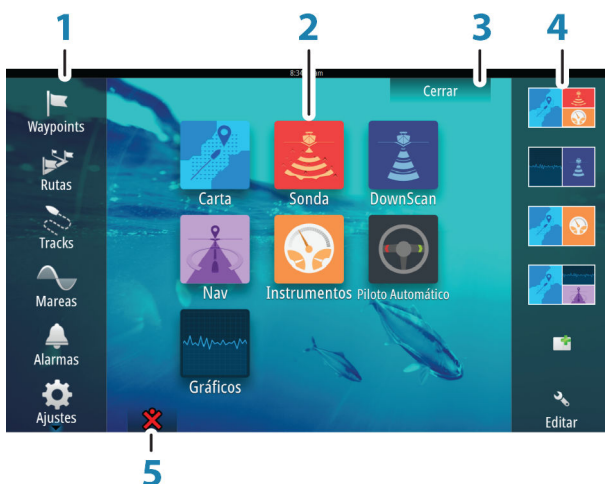 1 2 3 4
Cerrar
Waypoints
Rutas
Tracks
Mareas
Alarmas
Ajustes
Carta Sonda DownScan
Nav Instrumentos Piloto Automático
Gráficos
Editar
5